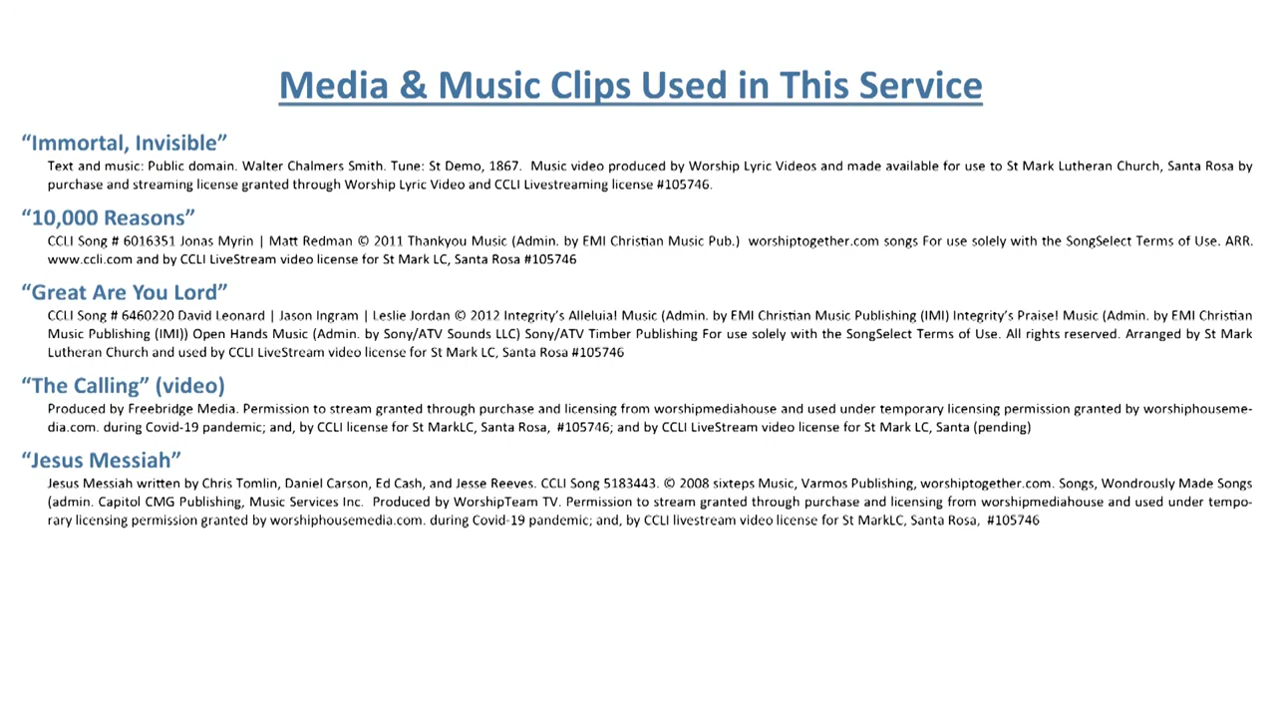 Media & Music Clips Used in This Service
“Immortal, Invisible”
Text and music: Public domain. Walter Chalmers Smith. Tune: St Demo, 1867.  Music video produced by Worship Lyric Videos and made available for use to St Mark Lutheran Church, Santa Rosa by
purchase and streaming license granted through Worship Lyric Video and CCLI Livestreaming license #105746.
“10,000 Reasons”
CCLI Song # 6016351 Jonas Myrin | Matt Redman © 2011 Thankyou Music (Admin. by EMI Christian Music Pub.)  worshiptogether.com songs For use solely with the SongSelect Terms of Use. ARR.
www.ccli.com and by CCLI LiveStream video license for St Mark LC, Santa Rosa #105746
“Great Are You Lord”
CCLI Song # 6460220 David Leonard | Jason Ingram | Leslie Jordan © 2012 Integrity’s Alleluia! Music (Admin. by EMI Christian Music Publishing (IMI) Integrity’s Praise! Music (Admin. by EMI Christian
Music Publishing (IMI)) Open Hands Music (Admin. by Sony/ATV Sounds LLC) Sony/ATV Timber Publishing For use solely with the SongSelect Terms of Use. All rights reserved. Arranged by St Mark
Lutheran Church and used by CCLI LiveStream video license for St Mark LC, Santa Rosa #105746
“The Calling” (video)
Produced by Freebridge Media. Permission to stream granted through purchase and licensing from worshipmediahouse and used under temporary licensing permission granted by worshiphouseme-
dia.com. during Covid-19 pandemic; and, by CCLI license for St MarkLC, Santa Rosa,  #105746; and by CCLI LiveStream video license for St Mark LC, Santa (pending)
“Jesus Messiah”
Jesus Messiah written by Chris Tomlin, Daniel Carson, Ed Cash, and Jesse Reeves. CCLI Song 5183443. © 2008 sixteps Music, Varmos Publishing, worshiptogether.com. Songs, Wondrously Made Songs
(admin. Capitol CMG Publishing, Music Services Inc.  Produced by WorshipTeam TV. Permission to stream granted through purchase and licensing from worshipmediahouse and used under tempo-
rary licensing permission granted by worshiphousemedia.com. during Covid-19 pandemic; and, by CCLI livestream video license for St MarkLC, Santa Rosa,  #105746